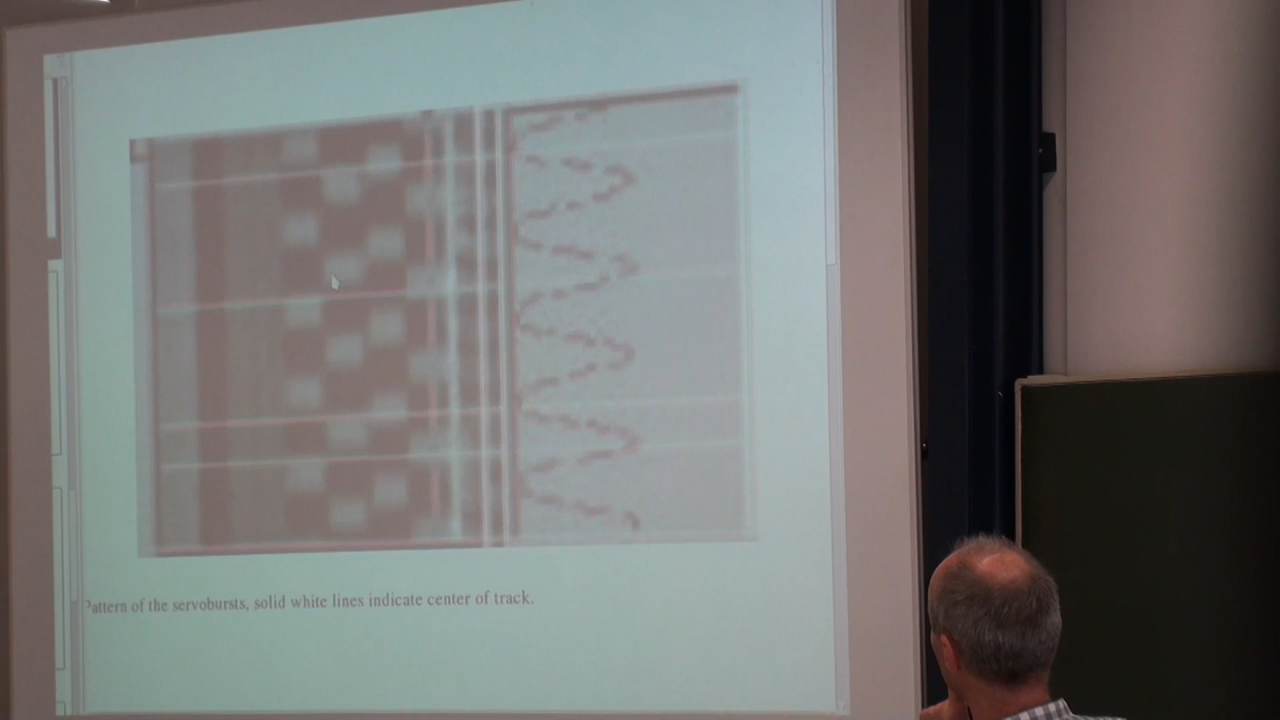 Pattern of the servobursts, solid white lines indicate center of track.